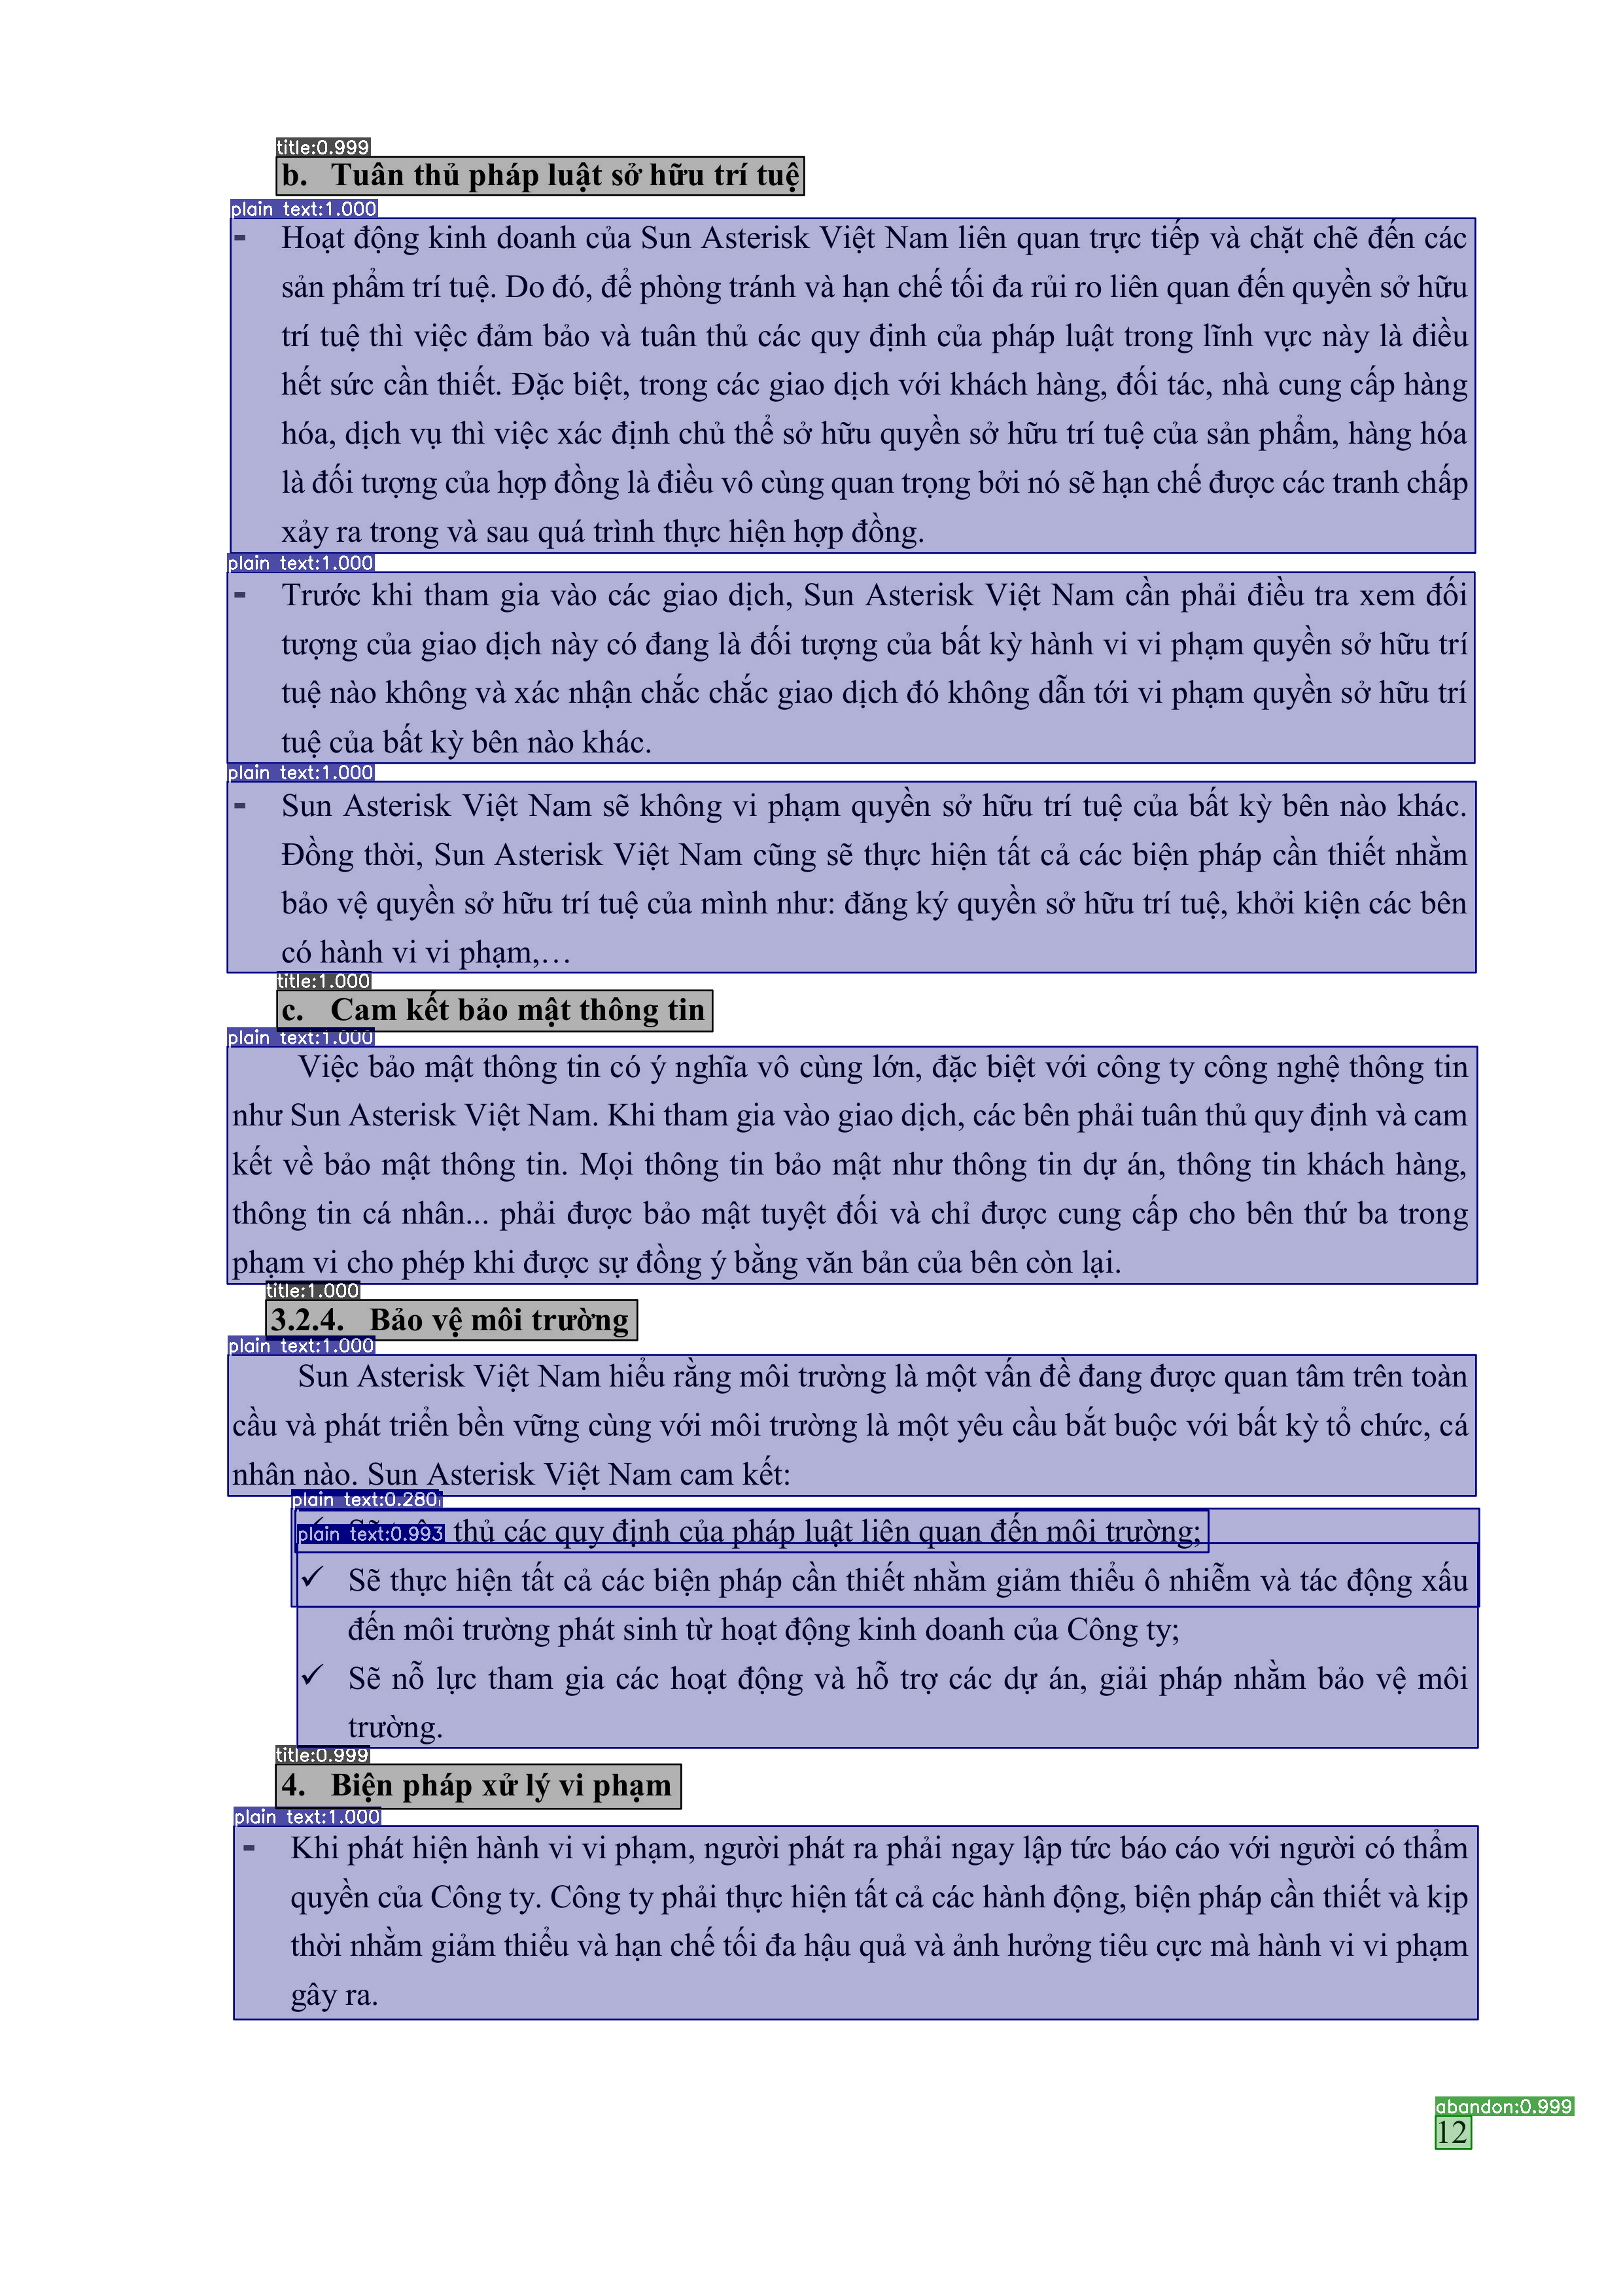 title:0.999
b. Tuân thủ pháp luật sở hữu trí tuệ
plain text:1.000
- Hoạt động kinh doanh của Sun Asterisk Việt Nam liên quan trực tiếp và chặt chẽ đến các
sản phẩm trí tuệ. Do đó, để phòng tránh và hạn chế tối đa rủi ro liên quan đến quyền sở hữu
trí tuệ thì việc đảm bảo và tuân thủ các quy định của pháp luật trong lĩnh vực này là điều
hết sức cần thiết. Đặc biệt, trong các giao dịch với khách hàng, đối tác, nhà cung cấp hàng
hóa, dịch vụ thì việc xác định chủ thể sở hữu quyền sở hữu trí tuệ của sản phẩm, hàng hóa
là đối tượng của hợp đồng là điều vô cùng quan trọng bởi nó sẽ hạn chế được các tranh chấp
xảy ra trong và sau quá trình thực hiện hợp đồng.
plain text:1.000
- Trước khi tham gia vào các giao dịch, Sun Asterisk Việt Nam cần phải điều tra xem đối
tượng của giao dịch này có đang là đối tượng của bất kỳ hành vi vi phạm quyền sở hữu trí
tuệ nào không và xác nhận chắc chắc giao dịch đó không dẫn tới vi phạm quyền sở hữu trí
tuệ của bất kỳ bên nào khác.
plain text:1.000
- Sun Asterisk Việt Nam sẽ không vi phạm quyền sở hữu trí tuệ của bất kỳ bên nào khác.
Đồng thời, Sun Asterisk Việt Nam cũng sẽ thực hiện tất cả các biện pháp cần thiết nhằm
bảo vệ quyền sở hữu trí tuệ của mình như: đăng ký quyền sở hữu trí tuệ, khởi kiện các bên
có hành vi vi phạm,…
title:1.000
c. Cam kết bảo mật thông tin
plain text:1.000
Việc bảo mật thông tin có ý nghĩa vô cùng lớn, đặc biệt với công ty công nghệ thông tin
như Sun Asterisk Việt Nam. Khi tham gia vào giao dịch, các bên phải tuân thủ quy định và cam
kết về bảo mật thông tin. Mọi thông tin bảo mật như thông tin dự án, thông tin khách hàng,
thông tin cá nhân... phải được bảo mật tuyệt đối và chỉ được cung cấp cho bên thứ ba trong
phạm vi cho phép khi được sự đồng ý bằng văn bản của bên còn lại.
title:1.000
3.2.4. Bảo vệ môi trường
plain text:1.000
Sun Asterisk Việt Nam hiểu rằng môi trường là một vấn đề đang được quan tâm trên toàn
cầu và phát triển bền vững cùng với môi trường là một yêu cầu bắt buộc với bất kỳ tổ chức, cá
nhân nào. Sun Asterisk Việt Nam cam kết:
plain text:0.280
thủ các quy định của pháp luật liên quan đến môi trường;
plain text:0.993
✓ Sẽ thực hiện tất cả các biện pháp cần thiết nhằm giảm thiểu ô nhiễm và tác động xấu
đến môi trường phát sinh từ hoạt động kinh doanh của Công ty;
✓ Sẽ nỗ lực tham gia các hoạt động và hỗ trợ các dự án, giải pháp nhằm bảo vệ môi
trường.
title:0.999
4. Biện pháp xử lý vi phạm
plain text:1.000
- Khi phát hiện hành vi vi phạm, người phát ra phải ngay lập tức báo cáo với người có thẩm
quyền của Công ty. Công ty phải thực hiện tất cả các hành động, biện pháp cần thiết và kịp
thời nhằm giảm thiểu và hạn chế tối đa hậu quả và ảnh hưởng tiêu cực mà hành vi vi phạm
gây ra.
abandon:0.999
12